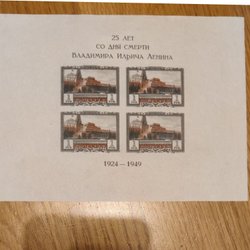 25 ЛЕТ
СО ДНЯ СМЕРТИ
ВЛАДИМИРА ИЛЬИЧА ЛЕНИНА
1924–1949